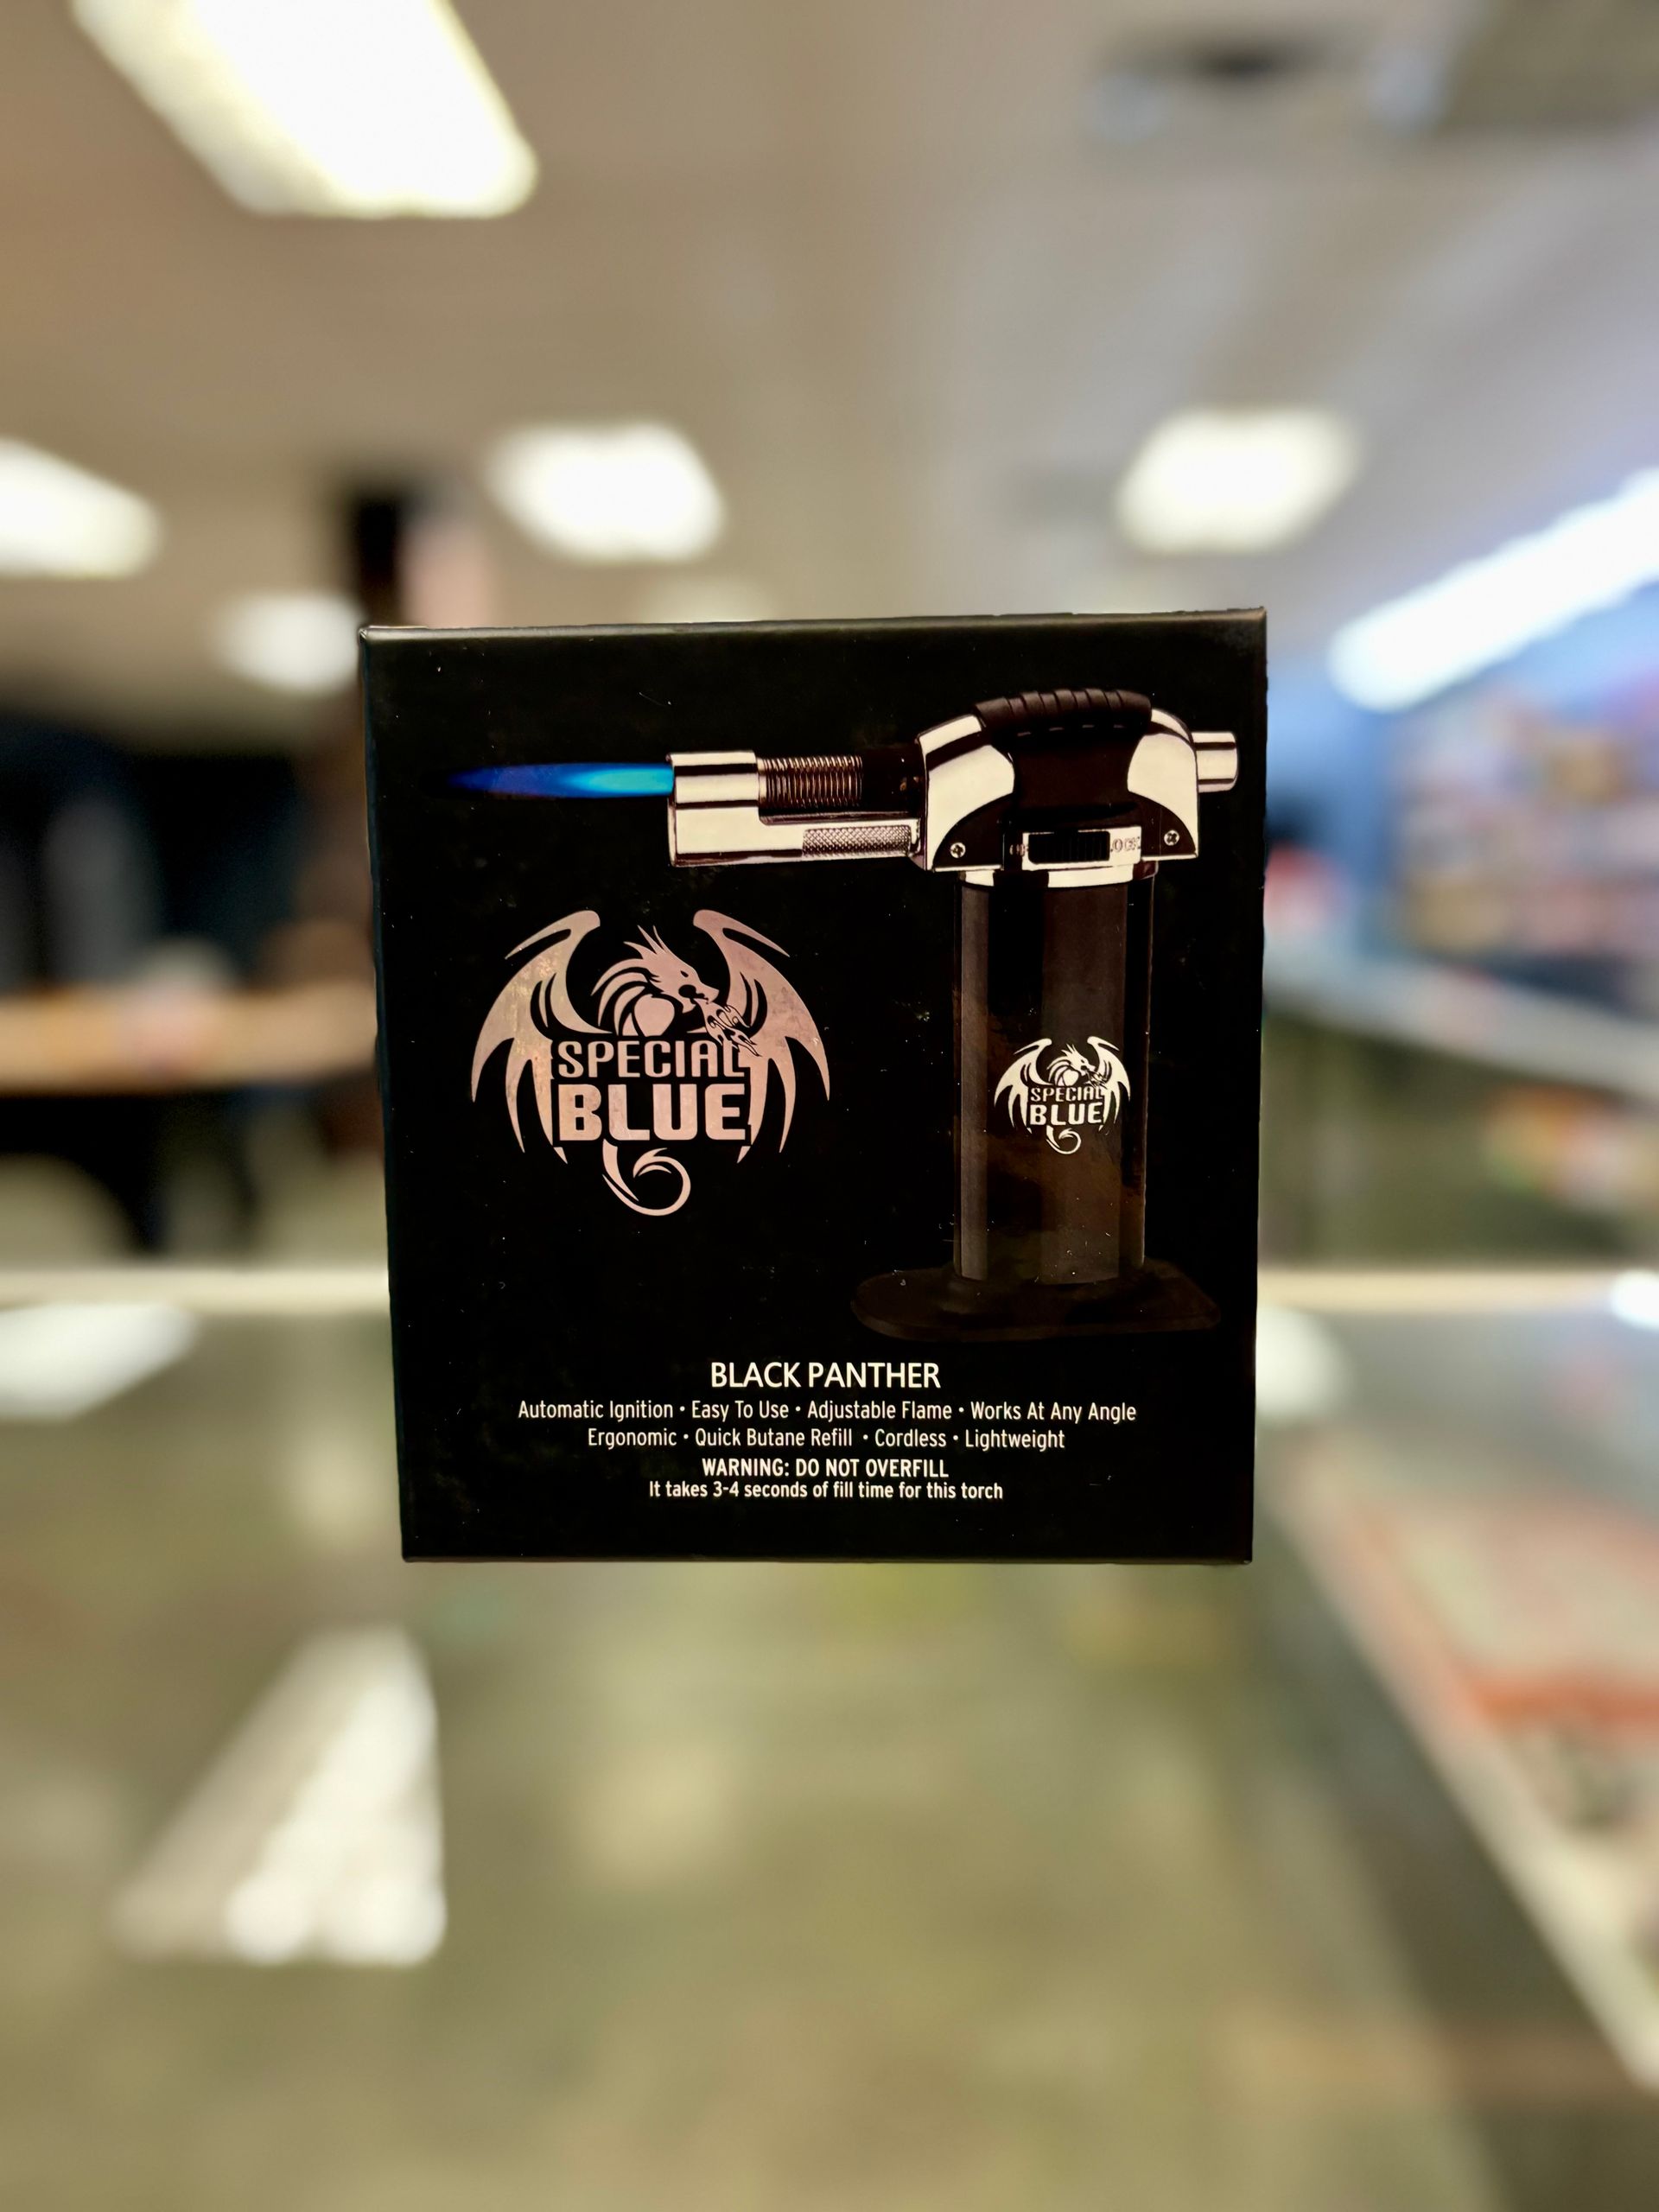 SPECIAL
BLUE
SPECIAL
BLUE
BLACK PANTHER
Automatic Ignition • Easy To Use • Adjustable Flame • Works At Any Angle
Ergonomic • Quick Butane Refill • Cordless • Lightweight
WARNING: DO NOT OVERFILL
It takes 3-4 seconds of fill time for this torch